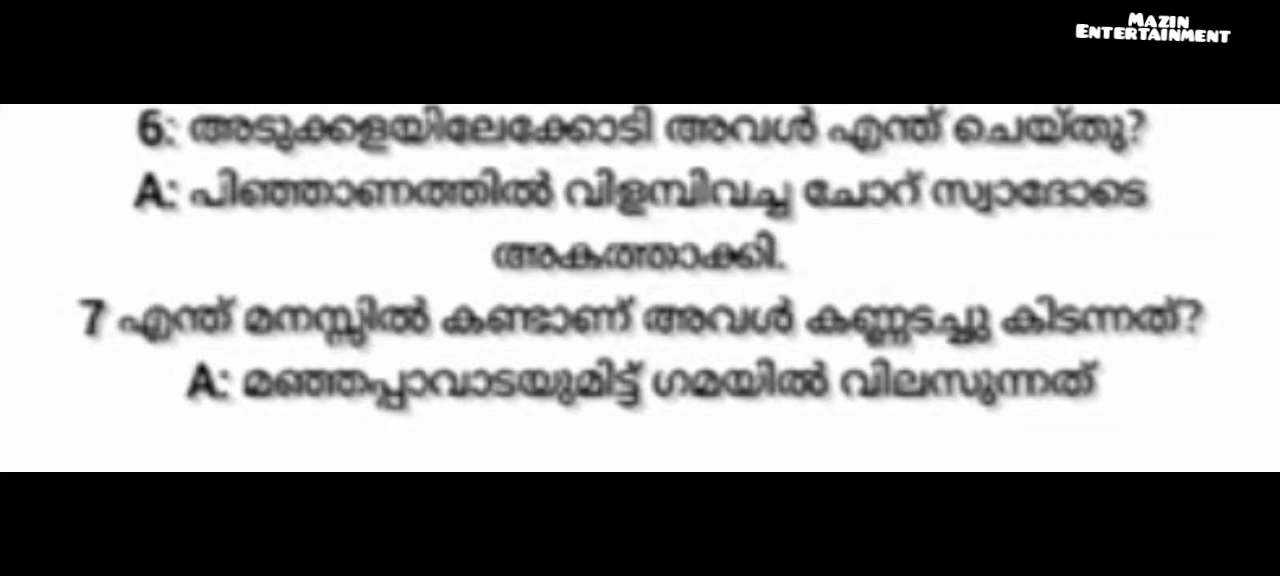 MAZIN
ENTERTAINMENT
6: അടുക്കളയിലേക്കോടി അവൾ എന്ത് ചെയ്തു?
A: പിഞ്ഞാണത്തിൽ വിളമ്പിവച്ച ചോറ് സ്വാദോടെ
അകത്താക്കി.
7 എന്ത് മനസ്സിൽ കണ്ടാണ് അവൾ കണ്ണടച്ചു കിടന്നത്?
A: മഞ്ഞപ്പാവാടയുമിട്ട് ഗമയിൽ വിലസുന്നത്